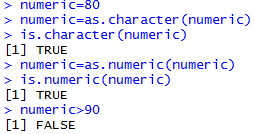 > numeric=80
> numeric=as.character(numeric)
> is.character(numeric)
[1] TRUE
> numeric=as.numeric(numeric)
> is.numeric(numeric)
[1] TRUE
> numeric>90
[1] FALSE